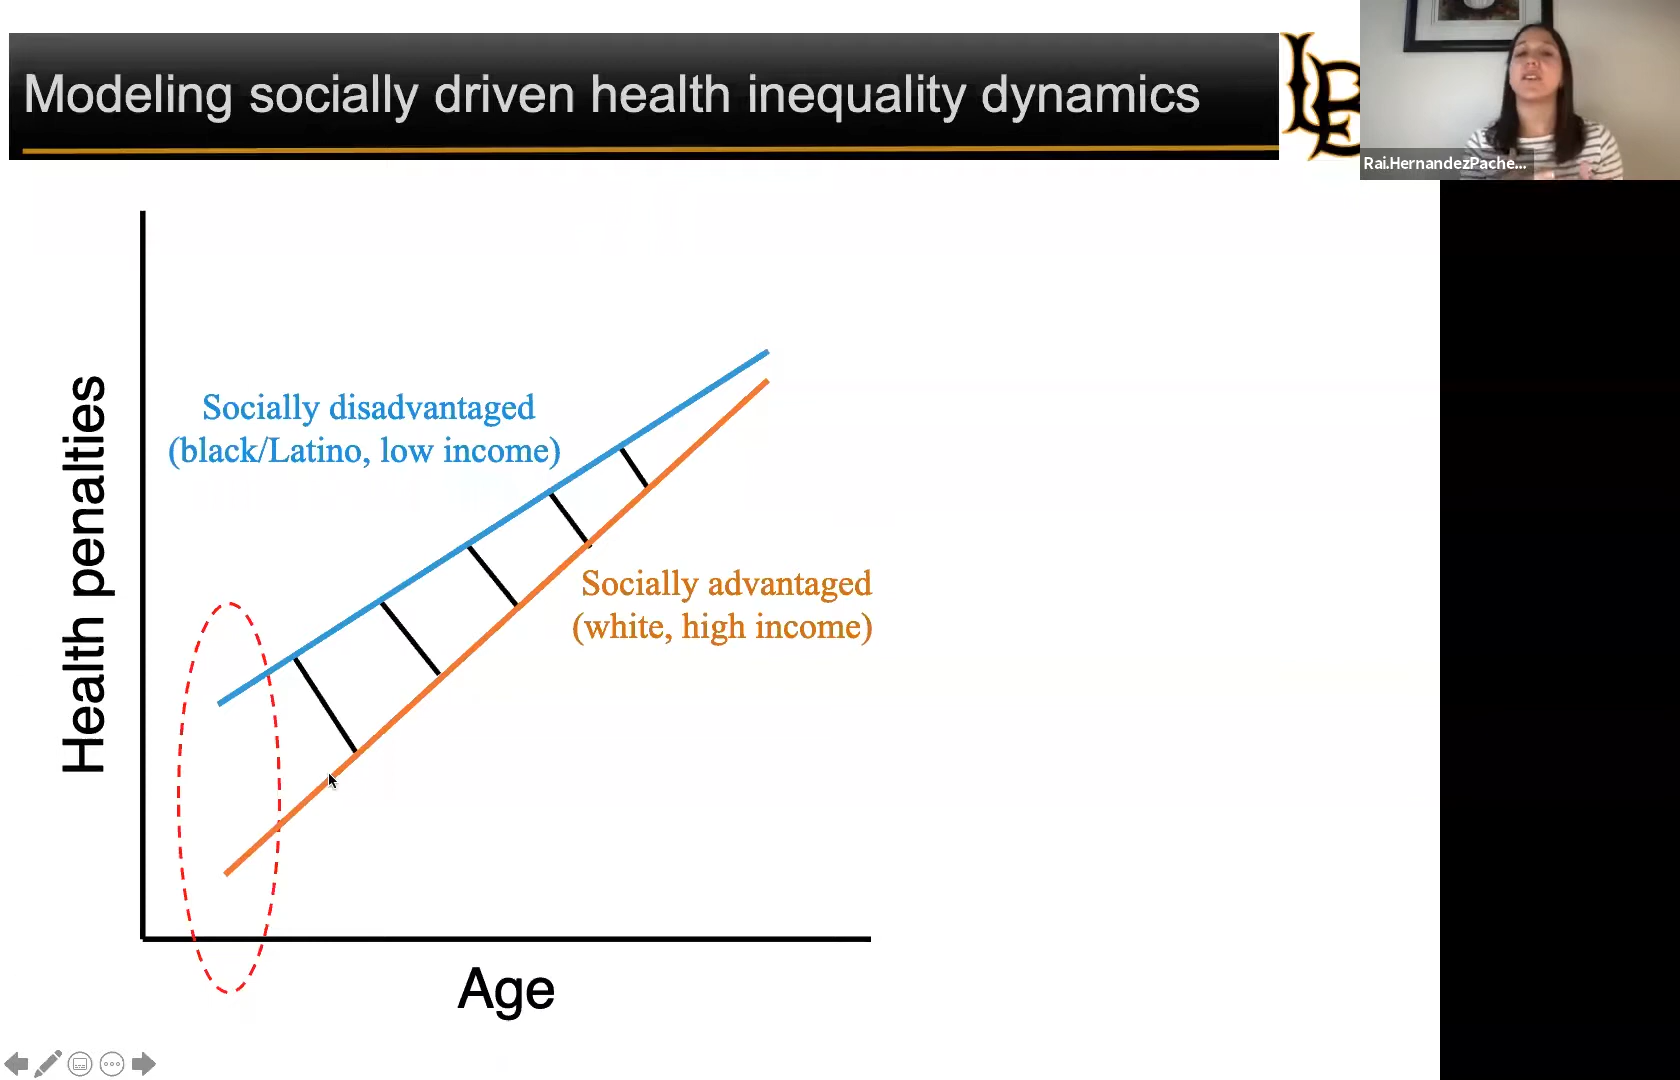 Modeling socially driven health inequality dynamics
LB
Rai.HernandezPache...
Health penalties
Socially disadvantaged
(black/Latino, low income)
Socially advantaged
(white, high income)
Age